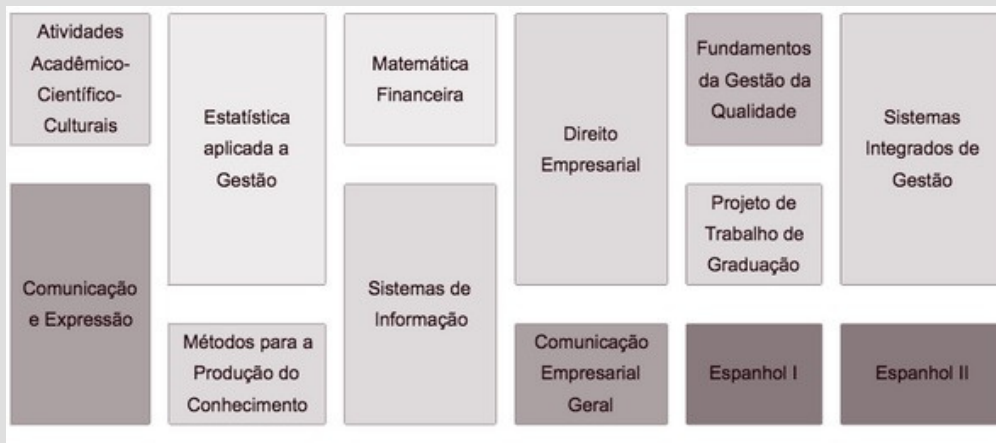 Atividades
Acadêmico-
Científico-
Culturais
Comunicação
e Expressão
Estatística
aplicada a
Gestão
Métodos para a
Produção do
Conhecimento
Matemática
Financeira
Sistemas de
Informação
Direito
Empresarial
Comunicação
Empresarial
Geral
Fundamentos
da Gestão da
Qualidade
Projeto de
Trabalho de
Graduação
Espanhol I
Sistemas
Integrados de
Gestão
Espanhol II